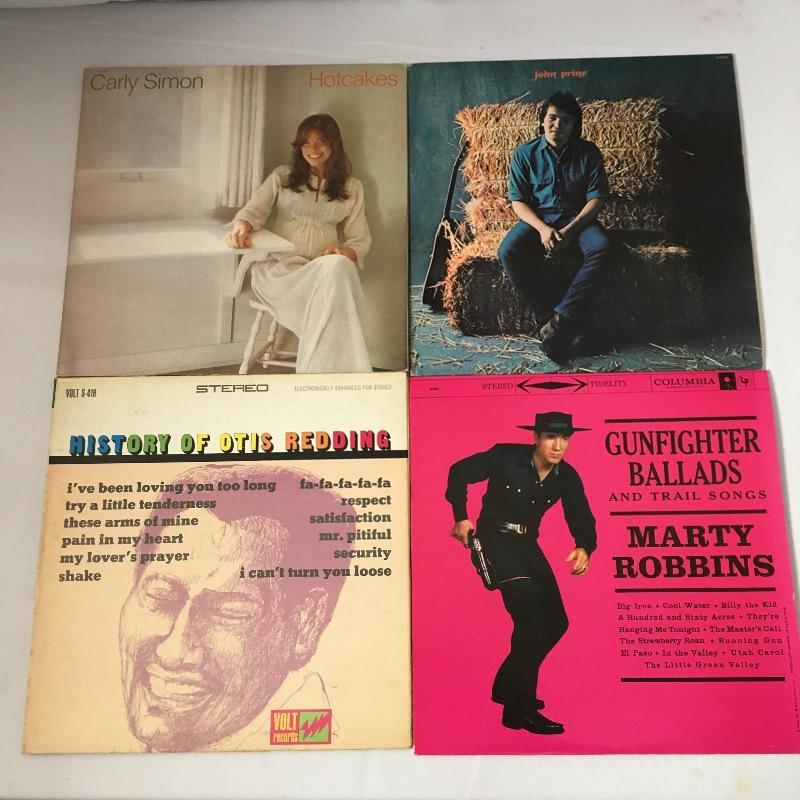 Carly Simon Hotcakes
john prine
VOLT S-418 STEREO ELECTRONICALLY ENHANCED FOR STEREO
HISTORY OF OTIS REDDING
i've been loving you too long fa-fa-fa-fa-fa
try a little tenderness respect
these arms of mine satisfaction
pain in my heart mr. pitiful
my lover's prayer security
shake i can't turn you loose
VOLT
records
STEREO FIDELITY COLUMBIA
GUNFIGHTER
BALLADS
AND TRAIL SONGS
MARTY
ROBBINS
Big Iron • Cool Water • Billy the Kid
A Hundred and Sixty Acres • They're
Hanging Me Tonight • The Master's Call
The Strawberry Roan • Running Gun
El Paso • In the Valley • Utah Carol
The Little Green Valley